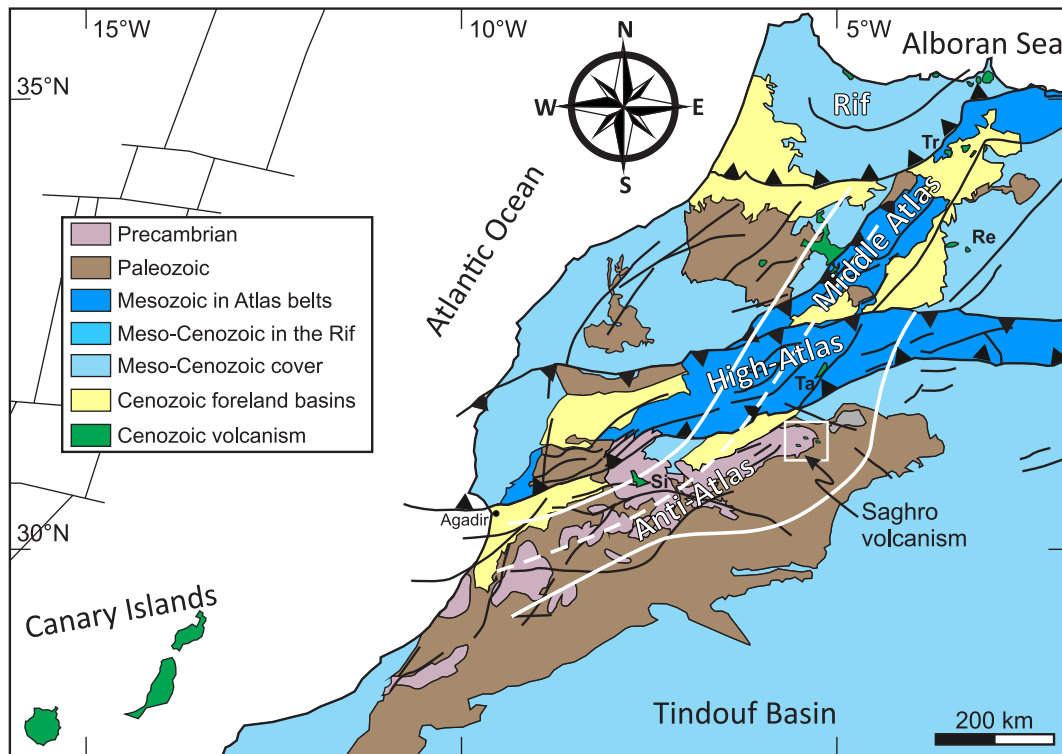 15°W
10°W
5°W
Alboran Sea
35°N
N
W
E
S
Rif
Tr
Atlantic Ocean
Middle Atlas
Re
Precambrian
Paleozoic
Mesozoic in Atlas belts
Meso-Cenozoic in the Rif
Meso-Cenozoic cover
Cenozoic foreland basins
Cenozoic volcanism
High-Atlas
Ta
Si
Anti-Atlas
Agadir
Saghro
volcanism
30°N
Canary Islands
Tindouf Basin
200 km